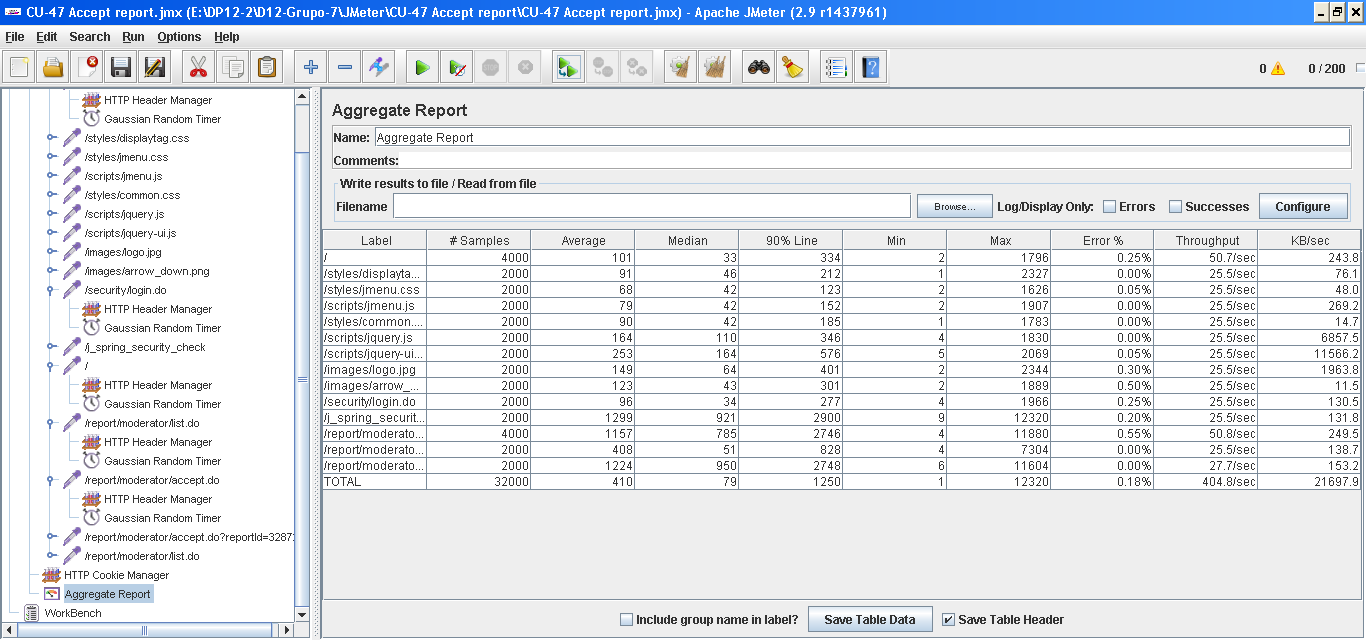 CU-47 Accept report.jmx (E:\DP12-2\D12-Grupo-7\JMeter\CU-47 Accept report\CU-47 Accept report.jmx) - Apache JMeter (2.9 r1437961)
File Edit Search Run Options Help
0 0 / 200
HTTP Header Manager
Gaussian Random Timer
/styles/displaytag.css
/styles/jmenu.css
/scripts/jmenu.js
/styles/common.css
/scripts/jquery.js
/scripts/jquery-ui.js
/images/logo.jpg
/images/arrow_down.png
/security/login.do
HTTP Header Manager
Gaussian Random Timer
/j_spring_security_check
/
HTTP Header Manager
Gaussian Random Timer
/report/moderator/list.do
HTTP Header Manager
Gaussian Random Timer
/report/moderator/accept.do
HTTP Header Manager
Gaussian Random Timer
/report/moderator/accept.do?reportId=3287
/report/moderator/list.do
HTTP Cookie Manager
Aggregate Report
WorkBench
Aggregate Report
Name: Aggregate Report
Comments:
Write results to file / Read from file
Filename Browse... Log/Display Only: Errors Successes Configure
Label # Samples Average Median 90% Line Min Max Error % Throughput KB/sec
/ 4000 101 33 334 2 1796 0.25% 50.7/sec 243.8
/styles/displayta... 2000 91 46 212 1 2327 0.00% 25.5/sec 76.1
/styles/jmenu.css 2000 68 42 123 2 1626 0.05% 25.5/sec 48.0
/scripts/jmenu.js 2000 79 42 152 2 1907 0.00% 25.5/sec 269.2
/styles/common.... 2000 90 42 185 1 1783 0.00% 25.5/sec 14.7
/scripts/jquery.js 2000 164 110 346 4 1830 0.00% 25.5/sec 6857.5
/scripts/jquery-ui... 2000 253 164 576 5 2069 0.05% 25.5/sec 11566.2
/images/logo.jpg 2000 149 64 401 2 2344 0.30% 25.5/sec 1963.8
/images/arrow_... 2000 123 43 301 2 1889 0.50% 25.5/sec 11.5
/security/login.do 2000 96 34 277 4 1966 0.25% 25.5/sec 130.5
/j_spring_securit... 2000 1299 921 2900 9 12320 0.20% 25.5/sec 131.8
/report/moderato... 4000 1157 785 2746 4 11880 0.55% 50.8/sec 249.5
/report/moderato... 2000 408 51 828 4 7304 0.00% 25.5/sec 138.7
/report/moderato... 2000 1224 950 2748 6 11604 0.00% 27.7/sec 153.2
TOTAL 32000 410 79 1250 1 12320 0.18% 404.8/sec 21697.9
Include group name in label? Save Table Data Save Table Header